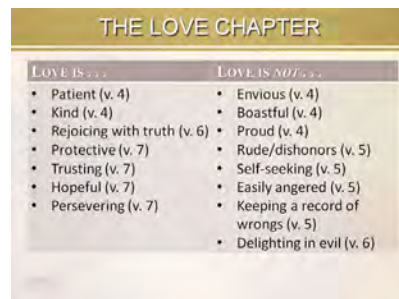 THE LOVE CHAPTER
LOVE IS . . .
• Patient (v. 4)
• Kind (v. 4)
• Rejoicing with truth (v. 6)
• Protective (v. 7)
• Trusting (v. 7)
• Hopeful (v. 7)
• Persevering (v. 7)
LOVE IS NOT . . .
• Envious (v. 4)
• Boastful (v. 4)
• Proud (v. 4)
• Rude/dishonors (v. 5)
• Self-seeking (v. 5)
• Easily angered (v. 5)
• Keeping a record of
wrongs (v. 5)
• Delighting in evil (v. 6)